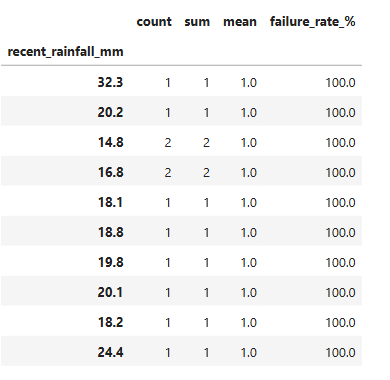 count sum mean failure_rate_%
recent_rainfall_mm
32.3 1 1 1.0 100.0
20.2 1 1 1.0 100.0
14.8 2 2 1.0 100.0
16.8 2 2 1.0 100.0
18.1 1 1 1.0 100.0
18.8 1 1 1.0 100.0
19.8 1 1 1.0 100.0
20.1 1 1 1.0 100.0
18.2 1 1 1.0 100.0
24.4 1 1 1.0 100.0